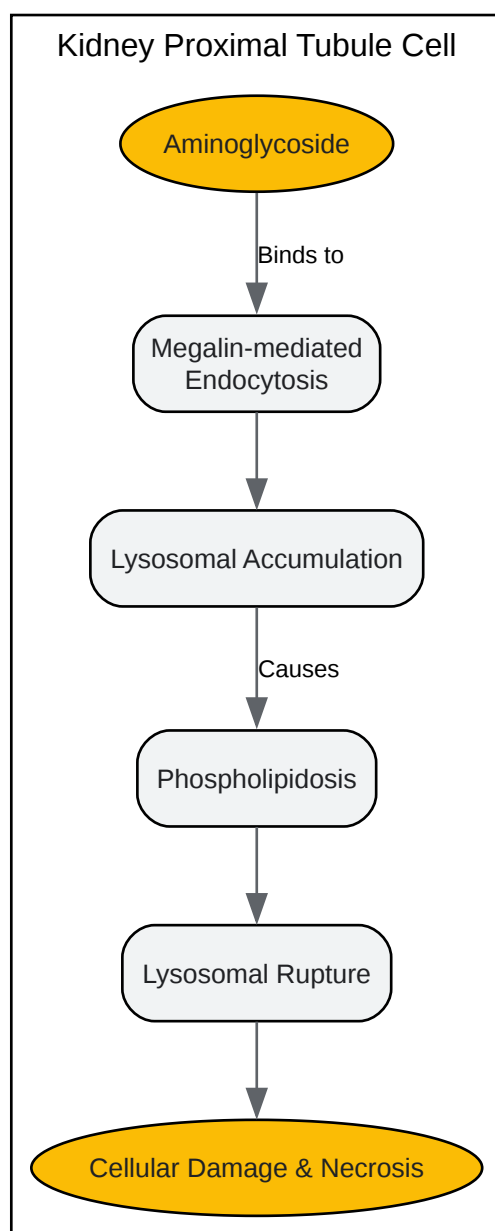 Kidney Proximal Tubule Cell
Aminoglycoside
Binds to
Megalin-mediated
Endocytosis
Lysosomal Accumulation
Causes
Phospholipidosis
Lysosomal Rupture
Cellular Damage & Necrosis